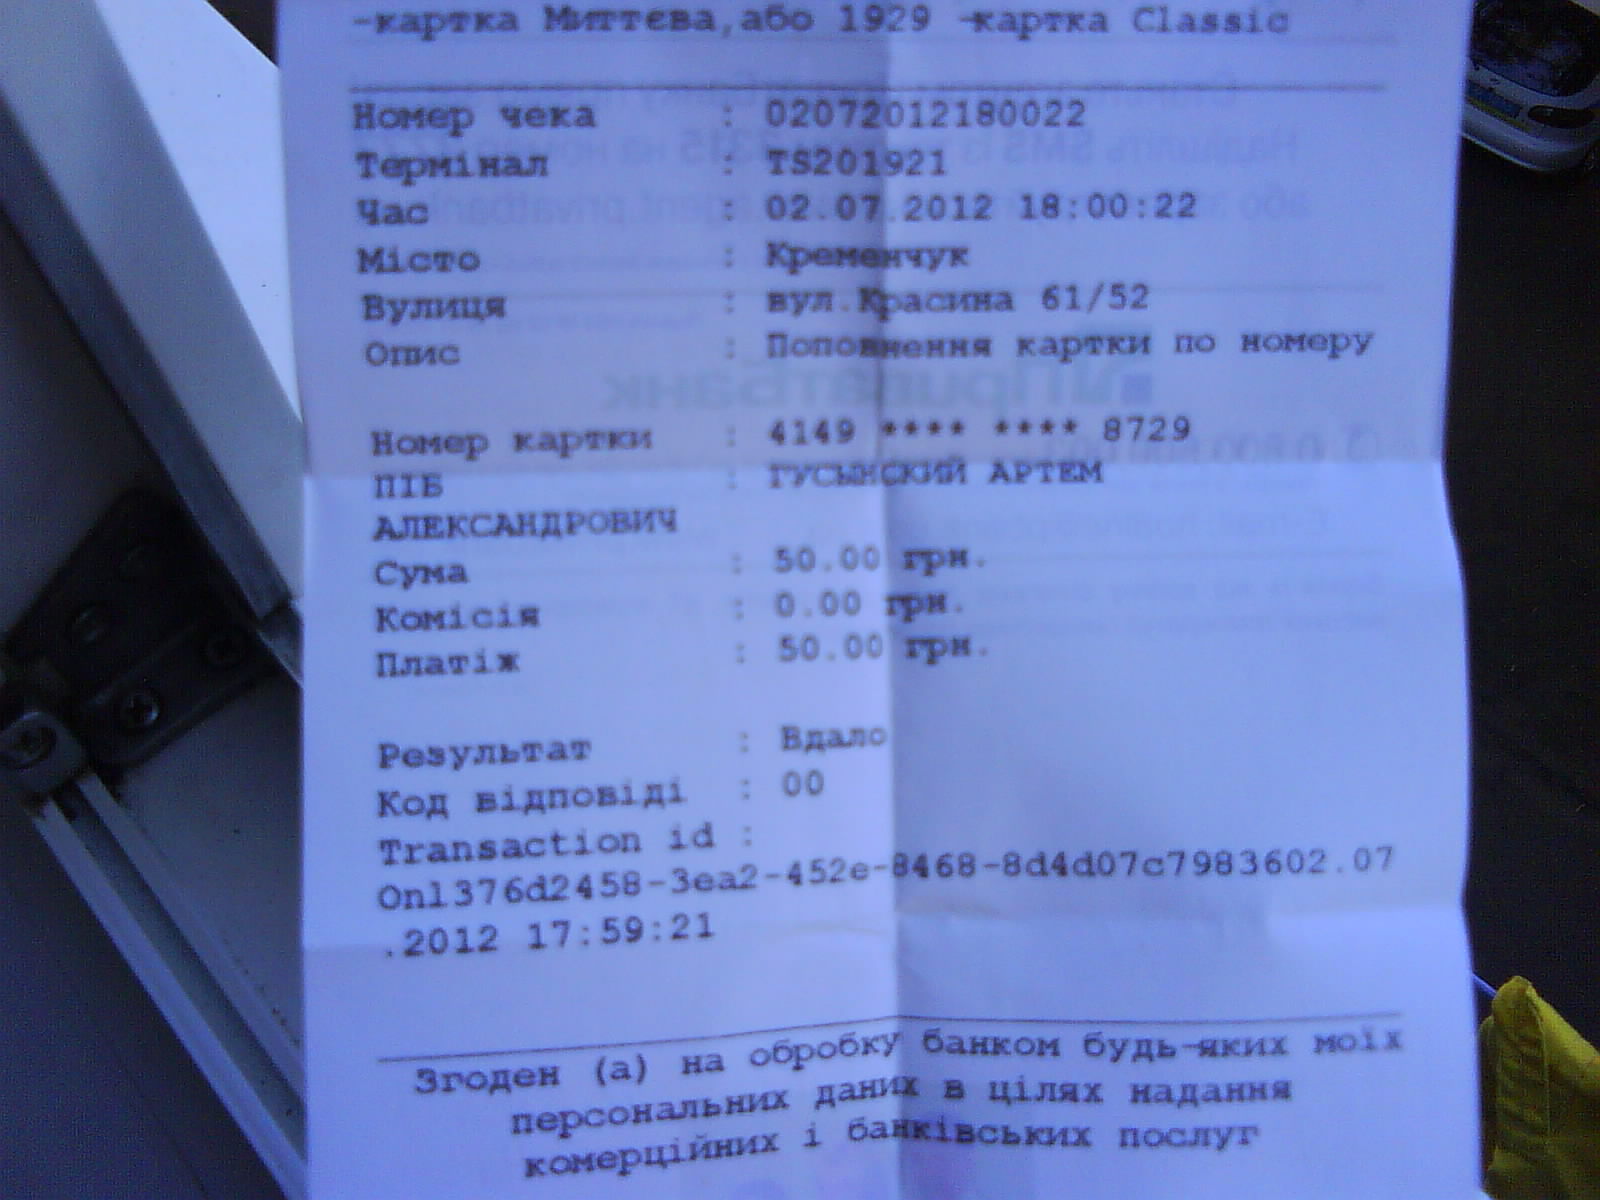 -картка Миттєва,або 1929 -картка Classic
Номер чека : 02072012180022
Термінал : TS201921
Час : 02.07.2012 18:00:22
Місто : Кременчук
Вулиця : вул.Красина 61/52
Опис : Поповнення картки по номеру
Номер картки : 4149 **** **** 8729
ПІБ : ГУСЫНСКИЙ АРТЕМ
АЛЕКСАНДРОВИЧ
Сума : 50.00 грн.
Комісія : 0.00 грн.
Платіж : 50.00 грн.
Результат : Вдало
Код відповіді : 00
Transaction id :
Onl376d2458-3ea2-452e-8468-8d4d07c7983602.07
.2012 17:59:21
Згоден (а) на обробку банком будь-яких моїх
персональних даних в цілях надання
комерційних і банківських послуг